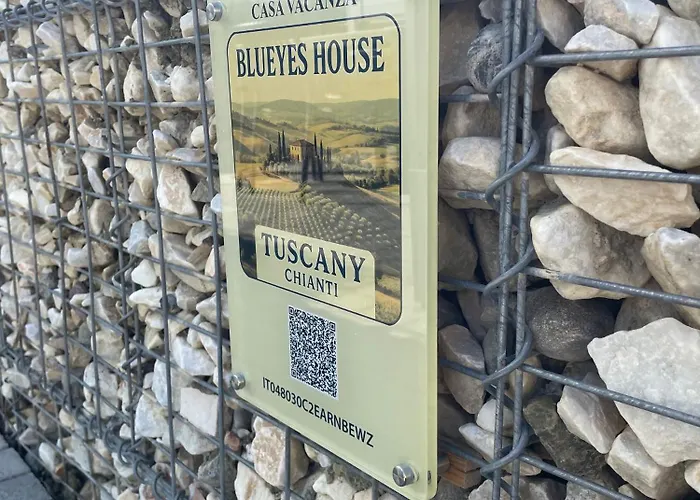 CASA VACANZA
BLUEYES HOUSE
TUSCANY
CHIANTI
IT048030C2EARNBEWZ